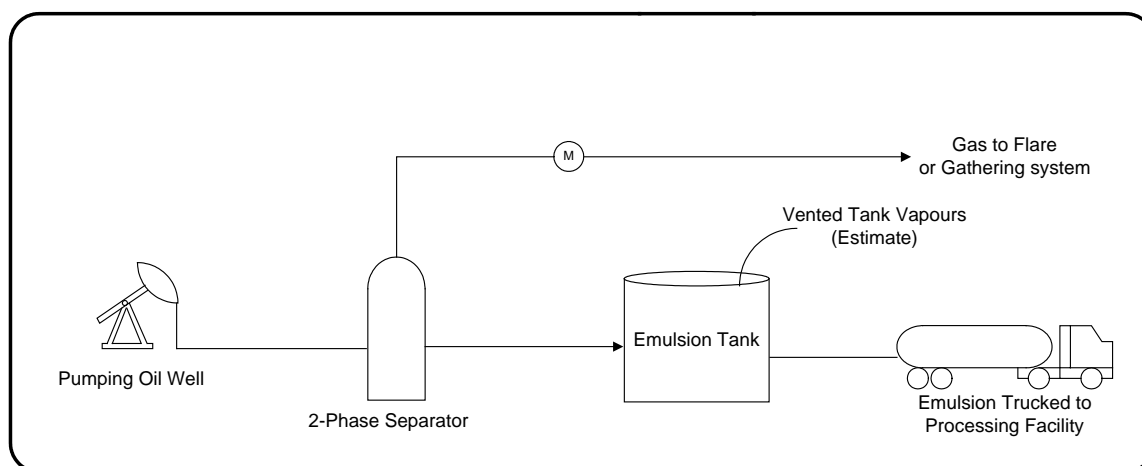 M
Gas to Flare
or Gathering system
Vented Tank Vapours
(Estimate)
Emulsion Tank
Pumping Oil Well
2-Phase Separator
Emulsion Trucked to
Processing Facility